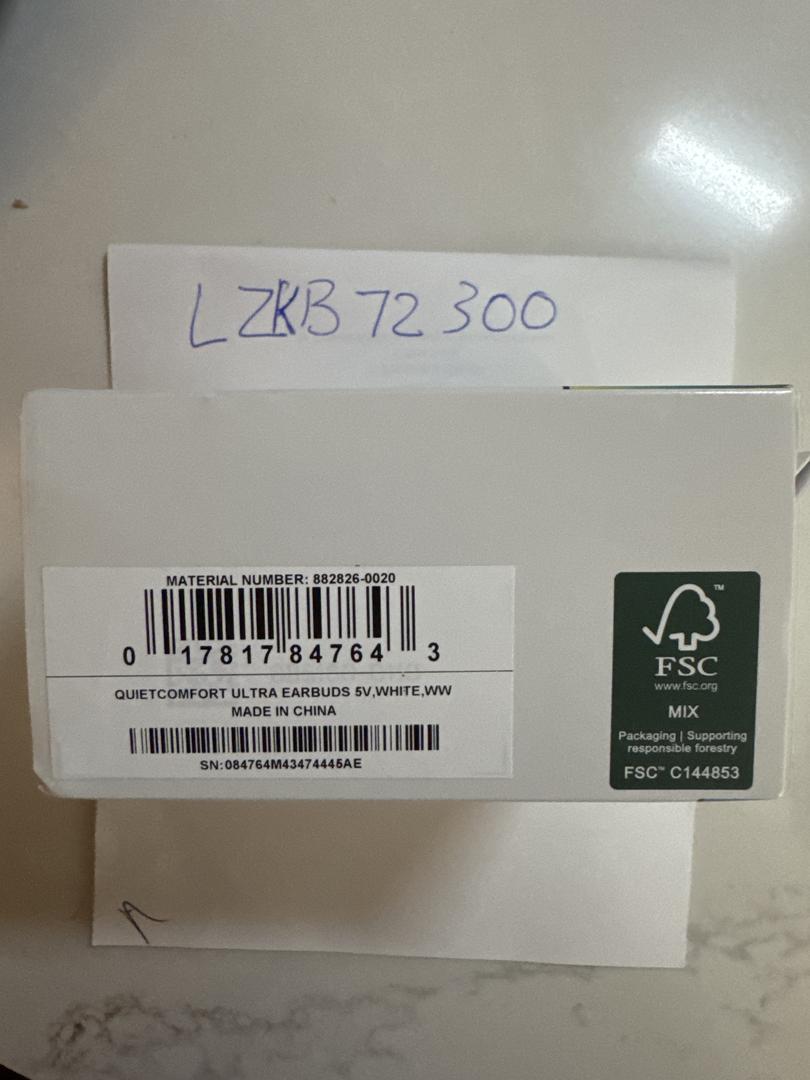 LZKB72300
MATERIAL NUMBER: 882826-0020
0 17817 84764 3
QUIETCOMFORT ULTRA EARBUDS 5V,WHITE,WW
MADE IN CHINA
SN:084764M43474445AE
TM
FSC
www.fsc.org
MIX
Packaging | Supporting
responsible forestry
FSC™ C144853